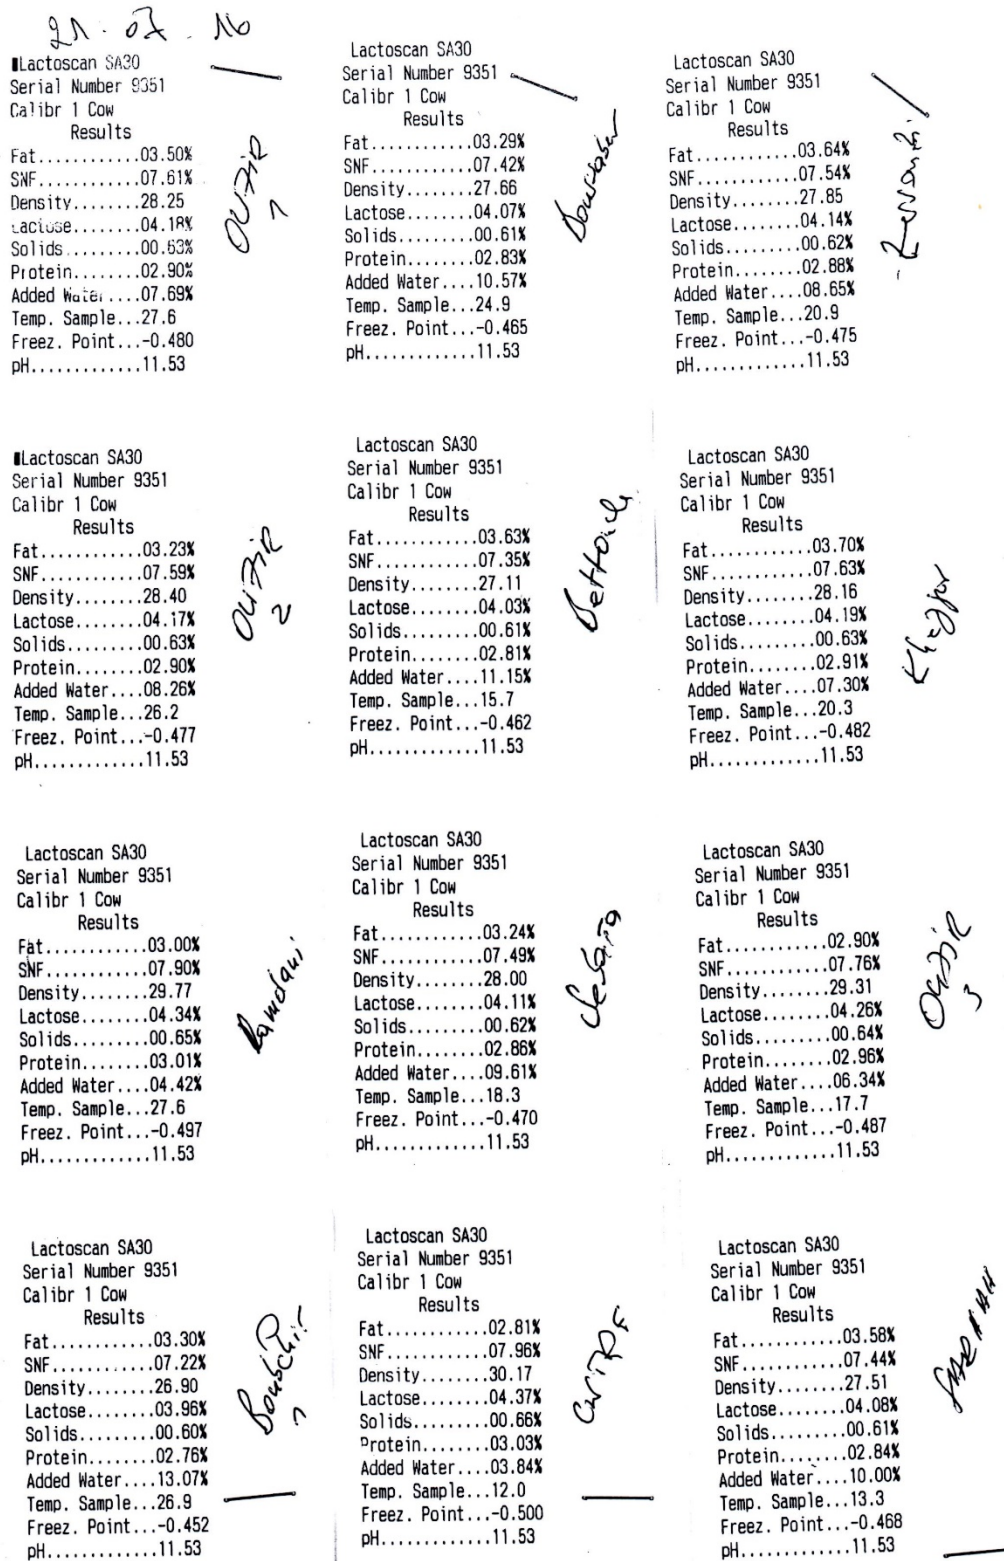 21.07.16
Lactoscan SA30
Serial Number 9351
Calibr 1 Cow
Results
Fat............03.50%
SNF............07.61%
Density........28.25
Lactose........04.18%
Solids.........00.63%
Protein........02.90%
Added Water....07.69%
Temp. Sample...27.6
Freez. Point...-0.480
pH.............11.53
OUZIR
1
Lactoscan SA30
Serial Number 9351
Calibr 1 Cow
Results
Fat............03.29%
SNF............07.42%
Density........27.66
Lactose........04.07%
Solids.........00.61%
Protein........02.83%
Added Water....10.57%
Temp. Sample...24.9
Freez. Point...-0.465
pH.............11.53
Lactoscan SA30
Serial Number 9351
Calibr 1 Cow
Results
Fat............03.64%
SNF............07.54%
Density........27.85
Lactose........04.14%
Solids.........00.62%
Protein........02.88%
Added Water....08.65%
Temp. Sample...20.9
Freez. Point...-0.475
pH.............11.53
Lactoscan SA30
Serial Number 9351
Calibr 1 Cow
Results
Fat............03.23%
SNF............07.59%
Density........28.40
Lactose........04.17%
Solids.........00.63%
Protein........02.90%
Added Water....08.26%
Temp. Sample...26.2
Freez. Point...-0.477
pH.............11.53
OUZIR
2
Lactoscan SA30
Serial Number 9351
Calibr 1 Cow
Results
Fat............03.63%
SNF............07.35%
Density........27.11
Lactose........04.03%
Solids.........00.61%
Protein........02.81%
Added Water....11.15%
Temp. Sample...15.7
Freez. Point...-0.462
pH.............11.53
Lactoscan SA30
Serial Number 9351
Calibr 1 Cow
Results
Fat............03.70%
SNF............07.63%
Density........28.16
Lactose........04.19%
Solids.........00.63%
Protein........02.91%
Added Water....07.30%
Temp. Sample...20.3
Freez. Point...-0.482
pH.............11.53
Lactoscan SA30
Serial Number 9351
Calibr 1 Cow
Results
Fat............03.00%
SNF............07.90%
Density........29.77
Lactose........04.34%
Solids.........00.65%
Protein........03.01%
Added Water....04.42%
Temp. Sample...27.6
Freez. Point...-0.497
pH.............11.53
Ramdani
Lactoscan SA30
Serial Number 9351
Calibr 1 Cow
Results
Fat............03.24%
SNF............07.49%
Density........28.00
Lactose........04.11%
Solids.........00.62%
Protein........02.86%
Added Water....09.61%
Temp. Sample...18.3
Freez. Point...-0.470
pH.............11.53
Lactoscan SA30
Serial Number 9351
Calibr 1 Cow
Results
Fat............02.90%
SNF............07.76%
Density........29.31
Lactose........04.26%
Solids.........00.64%
Protein........02.96%
Added Water....06.34%
Temp. Sample...17.7
Freez. Point...-0.487
pH.............11.53
OUZIR
3
Lactoscan SA30
Serial Number 9351
Calibr 1 Cow
Results
Fat............03.30%
SNF............07.22%
Density........26.90
Lactose........03.96%
Solids.........00.60%
Protein........02.76%
Added Water....13.07%
Temp. Sample...26.9
Freez. Point...-0.452
pH.............11.53
1
Lactoscan SA30
Serial Number 9351
Calibr 1 Cow
Results
Fat............02.81%
SNF............07.96%
Density........30.17
Lactose........04.37%
Solids.........00.66%
Protein........03.03%
Added Water....03.84%
Temp. Sample...12.0
Freez. Point...-0.500
pH.............11.53
Lactoscan SA30
Serial Number 9351
Calibr 1 Cow
Results
Fat............03.58%
SNF............07.44%
Density........27.51
Lactose........04.08%
Solids.........00.61%
Protein........02.84%
Added Water....10.00%
Temp. Sample...13.3
Freez. Point...-0.468
pH.............11.53